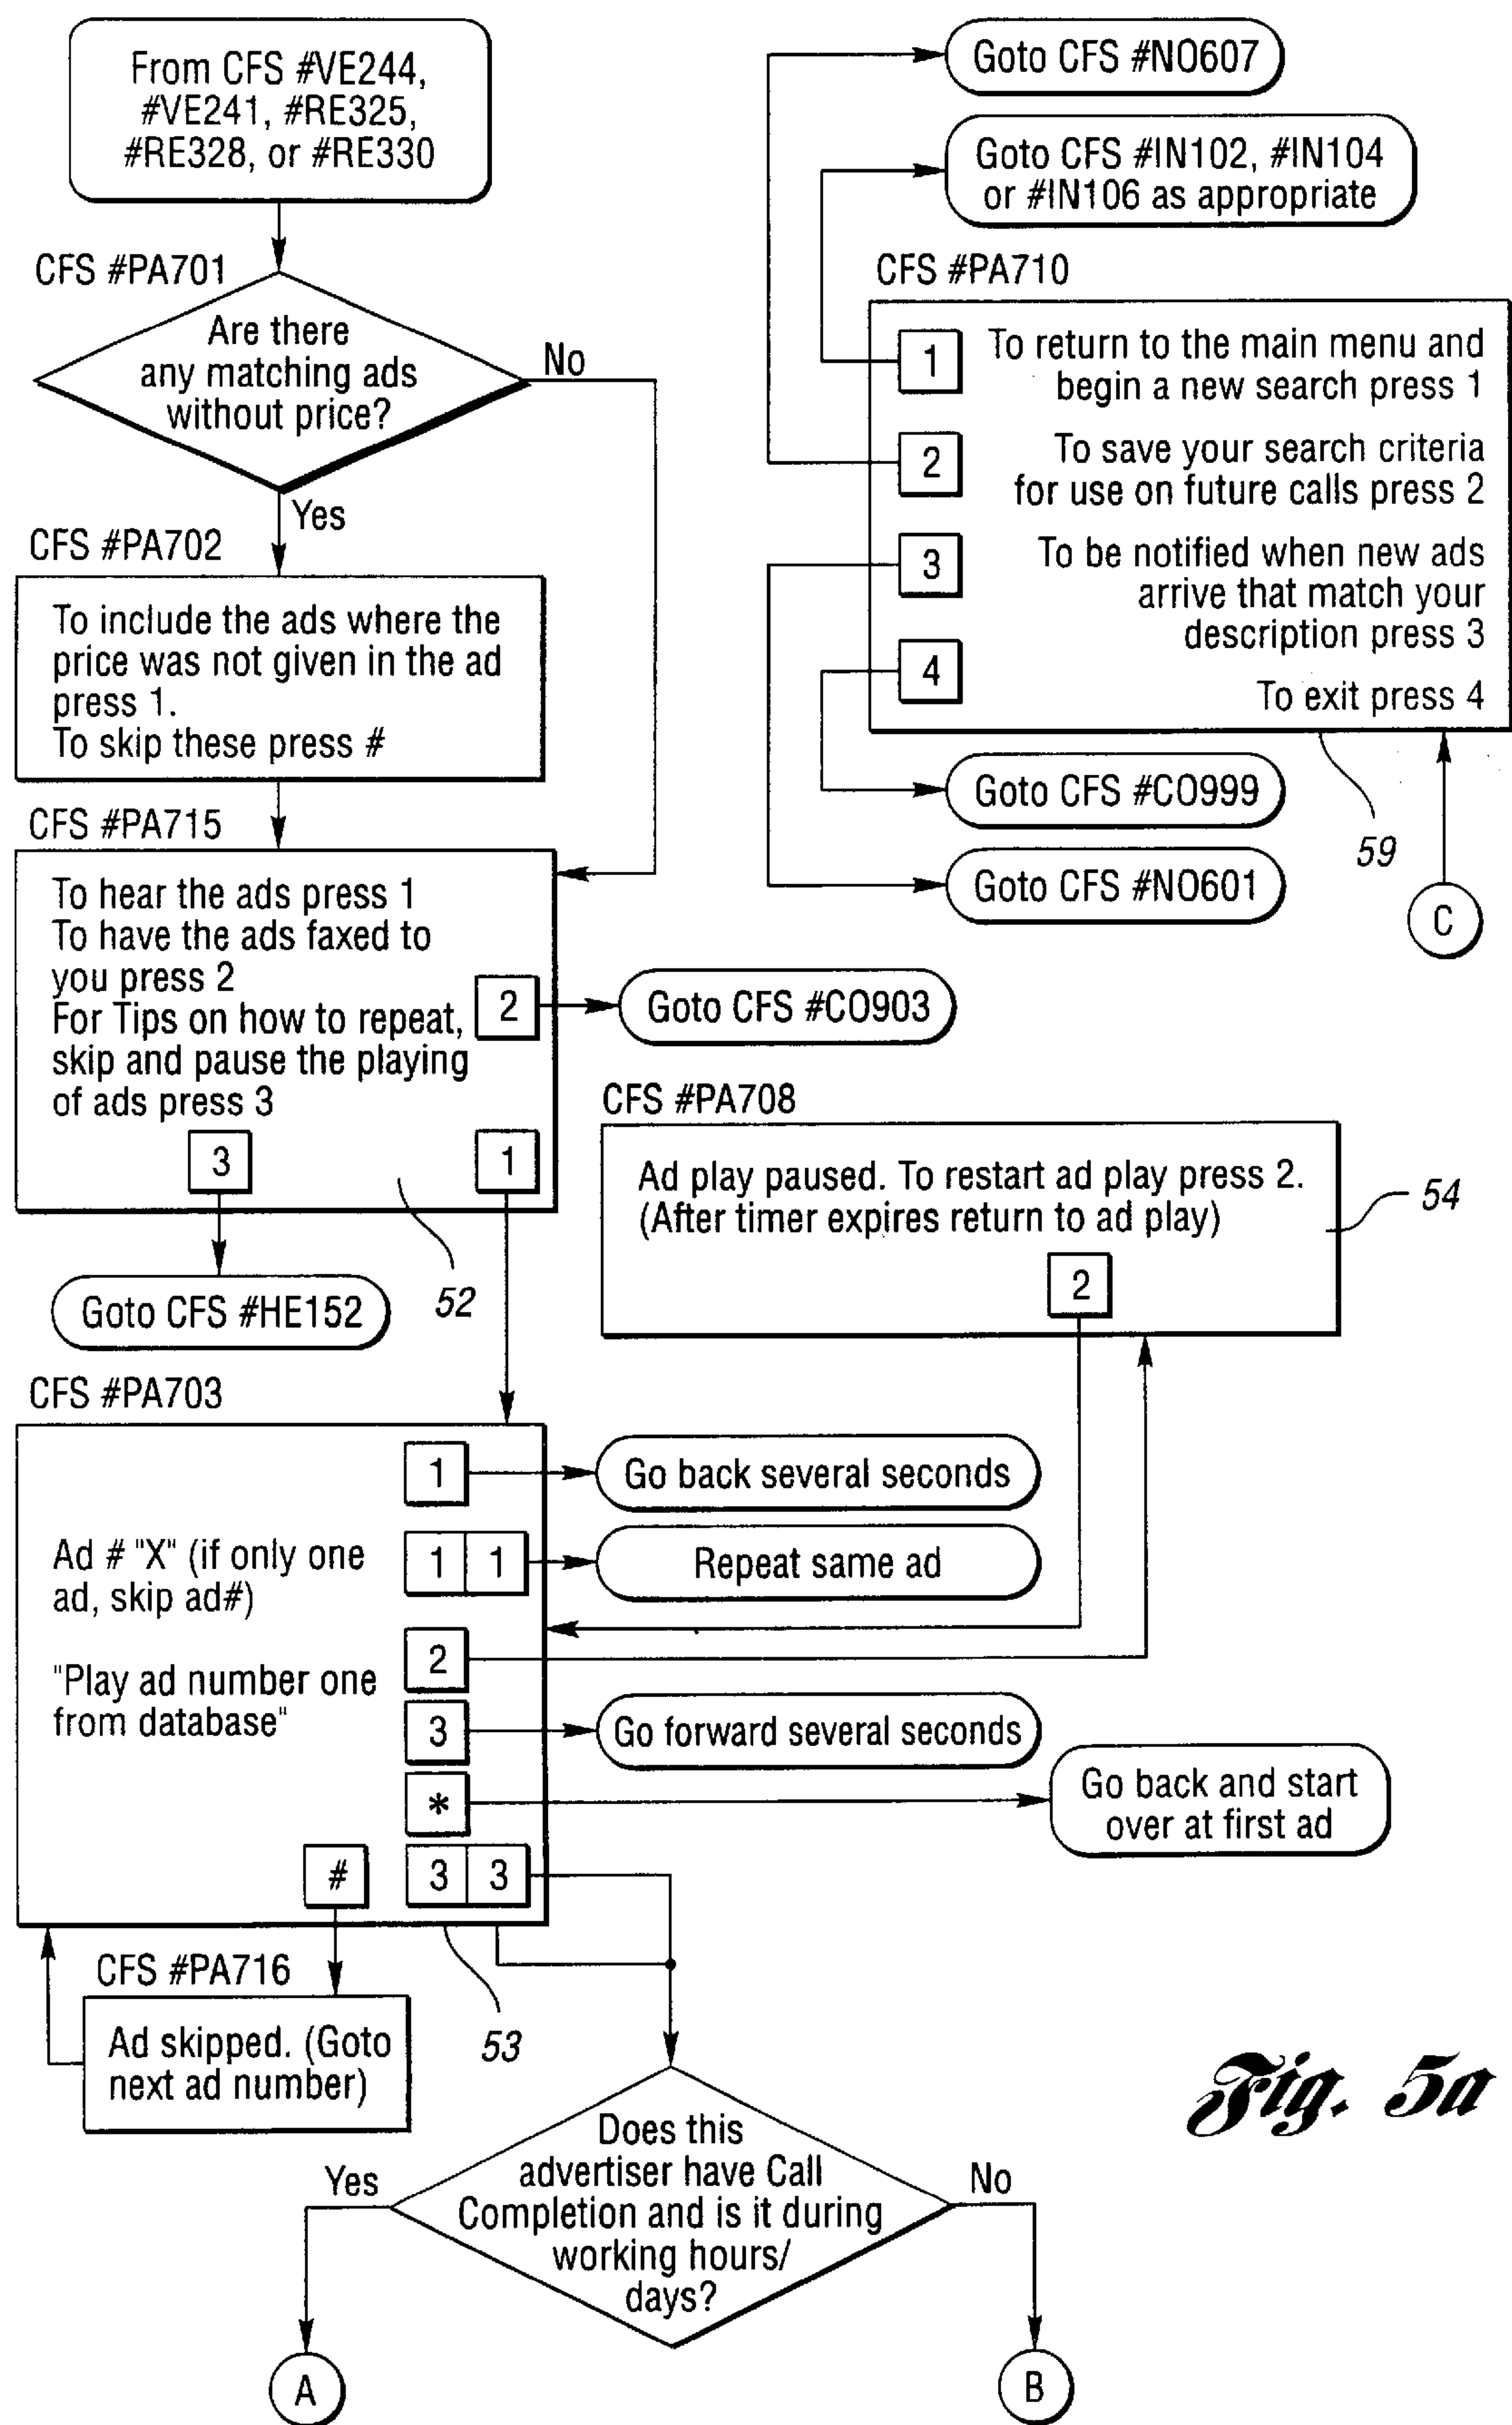 From CFS #VE244,
#VE241, #RE325,
#RE328, or #RE330
CFS #PA701
Are there
any matching ads
without price?
No
Yes
CFS #PA702
To include the ads where the
price was not given in the ad
press 1.
To skip these press #
CFS #PA715
To hear the ads press 1
To have the ads faxed to
you press 2
For Tips on how to repeat,
skip and pause the playing
of ads press 3
2
3
1
Goto CFS #CO903
52
Goto CFS #HE152
Goto CFS #NO607
Goto CFS #IN102, #IN104
or #IN106 as appropriate
CFS #PA710
1
To return to the main menu and
begin a new search press 1
2
To save your search criteria
for use on future calls press 2
3
To be notified when new ads
arrive that match your
description press 3
4
To exit press 4
Goto CFS #CO999
59
Goto CFS #NO601
C
CFS #PA708
Ad play paused. To restart ad play press 2.
(After timer expires return to ad play)
2
54
CFS #PA703
Ad # "X" (if only one
ad, skip ad#)
"Play ad number one
from database"
1
Go back several seconds
1 1
Repeat same ad
2
3
Go forward several seconds
*
Go back and start
over at first ad
#
3 3
53
CFS #PA716
Ad skipped. (Goto
next ad number)
Does this
advertiser have Call
Completion and is it during
working hours/
days?
Yes
No
A
B
Fig. 5a